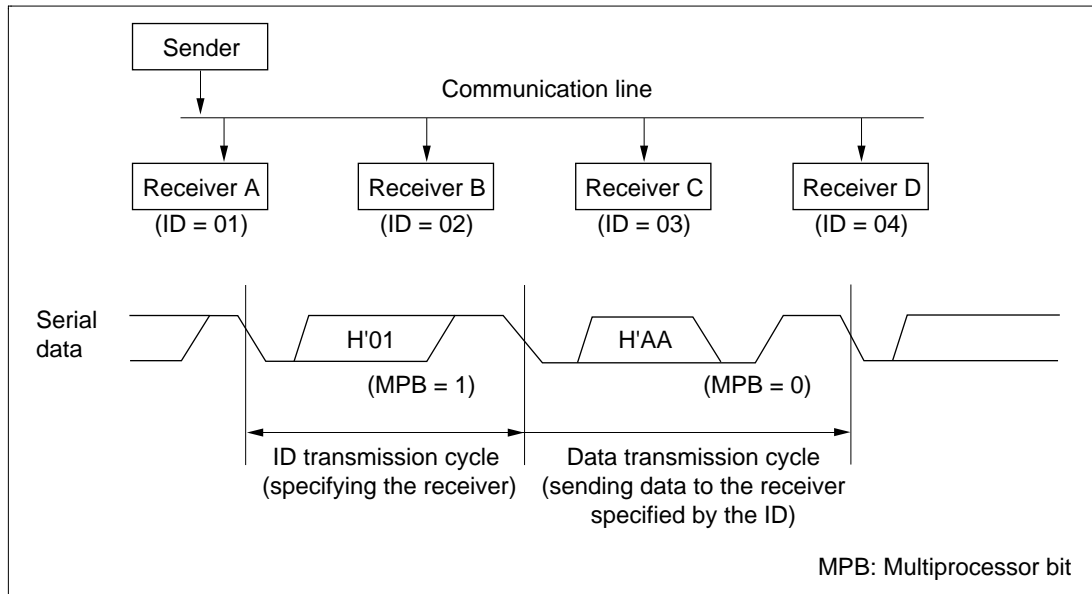 Sender
Communication line
Receiver A
Receiver B
Receiver C
Receiver D
(ID = 01)
(ID = 02)
(ID = 03)
(ID = 04)
Serial
data
H'01
H'AA
(MPB = 1)
(MPB = 0)
ID transmission cycle
(specifying the receiver)
Data transmission cycle
(sending data to the receiver
specified by the ID)
MPB: Multiprocessor bit